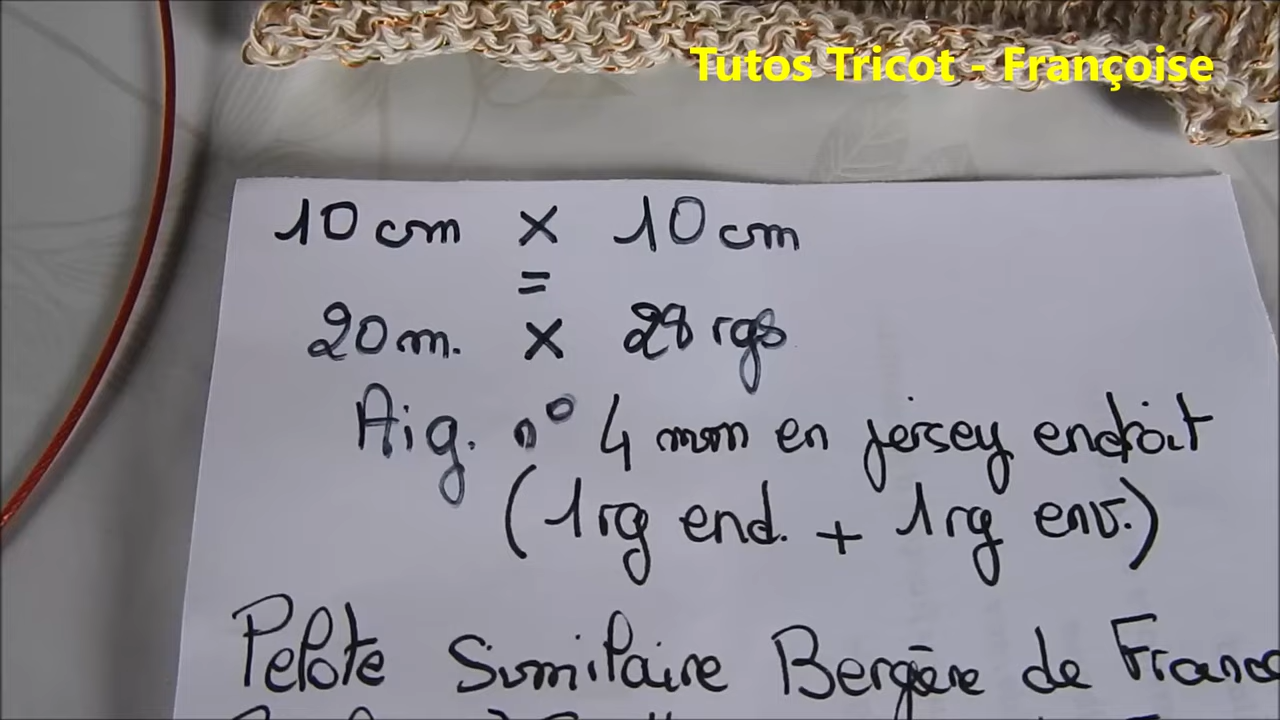 Tutos Tricot - Françoise
10 cm × 10 cm
=
20 m. × 28 rgs
Aig. n° 4 mm en jersey endroit
(1 rg end. + 1 rg env.)
Pelote Similaire Bergère de France